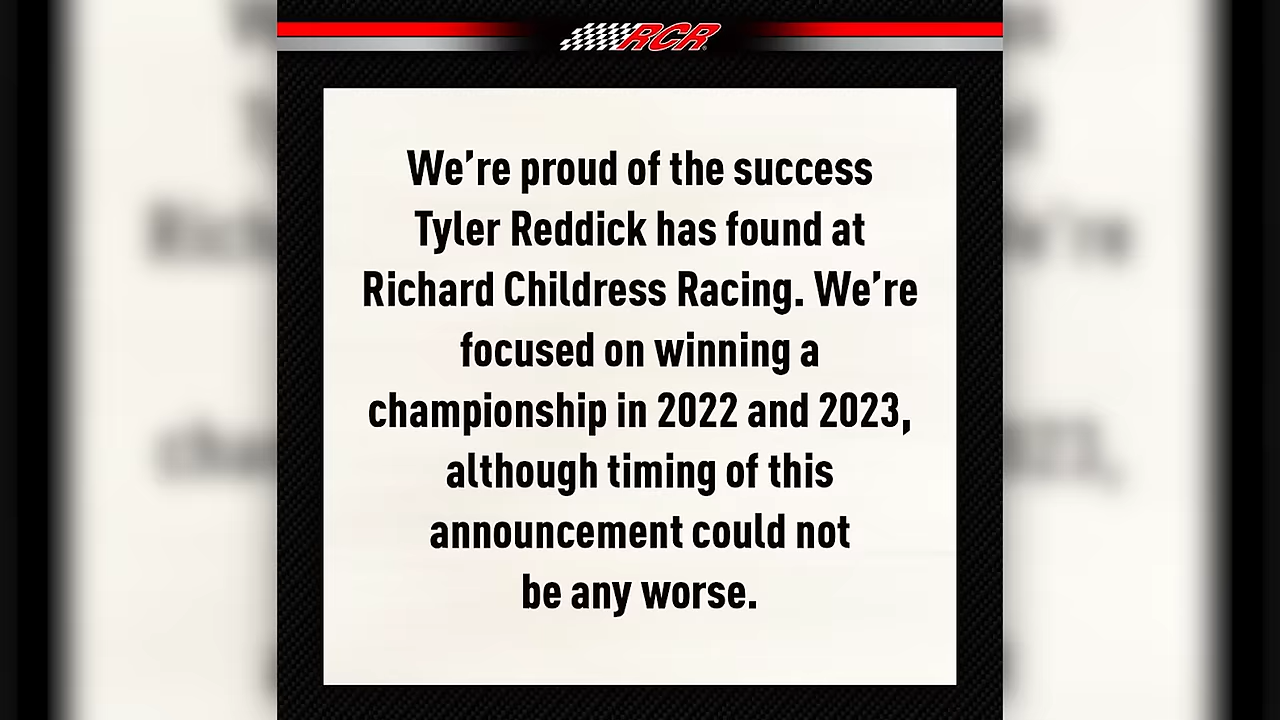 RCR
We’re proud of the success
Tyler Reddick has found at
Richard Childress Racing. We’re
focused on winning a
championship in 2022 and 2023,
although timing of this
announcement could not
be any worse.